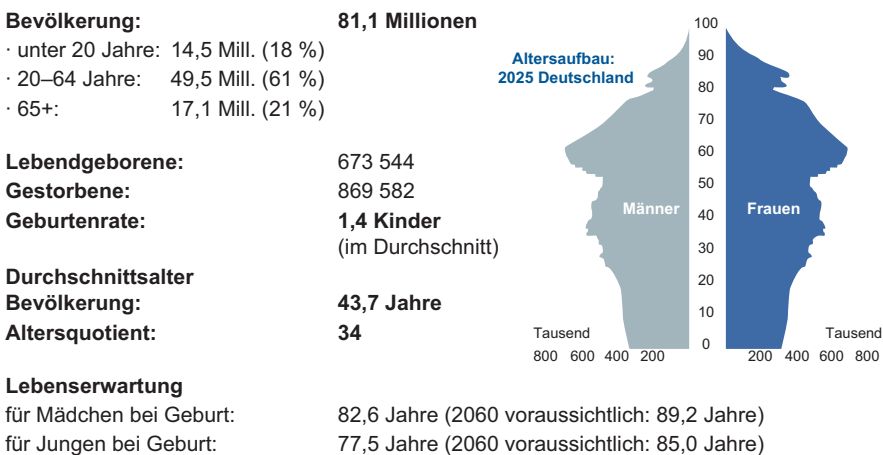 Bevölkerung: 81,1 Millionen
· unter 20 Jahre: 14,5 Mill. (18 %)
· 20–64 Jahre: 49,5 Mill. (61 %)
· 65+: 17,1 Mill. (21 %)
Lebendgeborene: 673 544
Gestorbene: 869 582
Geburtenrate: 1,4 Kinder
(im Durchschnitt)
Durchschnittsalter
Bevölkerung: 43,7 Jahre
Altersquotient: 34
Lebenserwartung
für Mädchen bei Geburt: 82,6 Jahre (2060 voraussichtlich: 89,2 Jahre)
für Jungen bei Geburt: 77,5 Jahre (2060 voraussichtlich: 85,0 Jahre)
Altersaufbau:
2025 Deutschland
100
90
80
70
60
50
40
30
20
10
0
Männer
Frauen
Tausend
800 600 400 200
Tausend
200 400 600 800